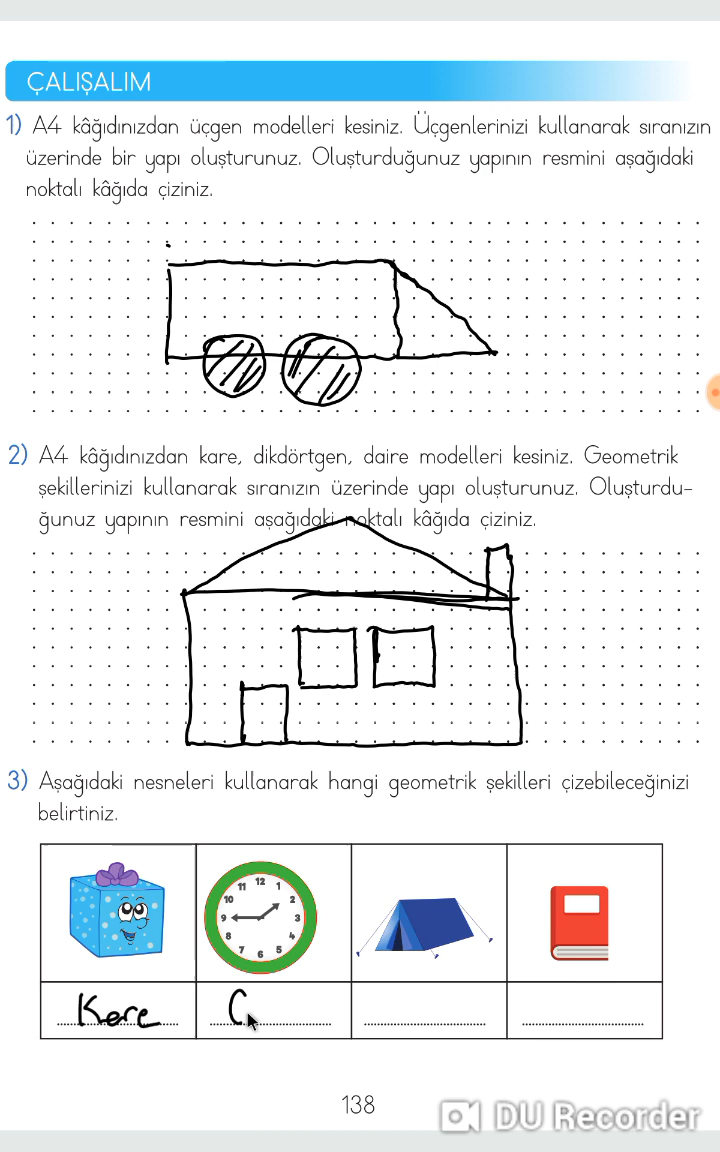 ÇALIŞALIM
1) A4 kâğıdınızdan üçgen modelleri kesiniz. Üçgenlerinizi kullanarak sıranızın
üzerinde bir yapı oluşturunuz. Oluşturduğunuz yapının resmini aşağıdaki
noktalı kâğıda çiziniz.
2) A4 kâğıdınızdan kare, dikdörtgen, daire modelleri kesiniz. Geometrik
şekillerinizi kullanarak sıranızın üzerinde yapı oluşturunuz. Oluşturdu-
ğunuz yapının resmini aşağıdaki noktalı kâğıda çiziniz.
3) Aşağıdaki nesneleri kullanarak hangi geometrik şekilleri çizebileceğinizi
belirtiniz.
12
11 1
10 2
9 3
8 4
7 5
6
Kare
138
DU Recorder